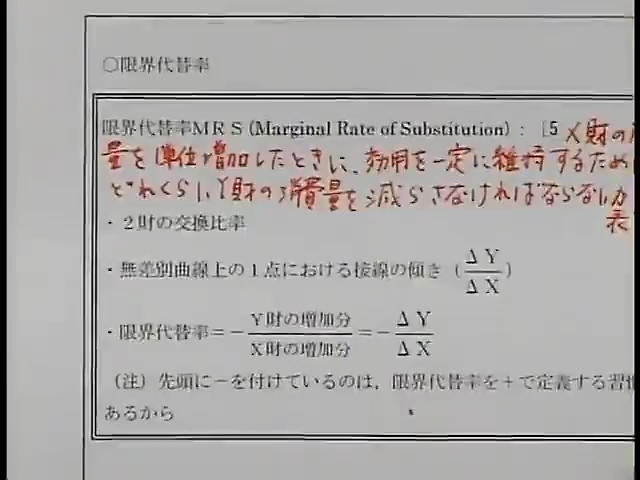 ○限界代替率
限界代替率MRS(Marginal Rate of Substitution)：［5 X財の
量を1単位増加したときに、効用を一定に維持するため
どれくらいY財の消費量を減らさなければならないか
表
・２財の交換比率
・無差別曲線上の１点における接線の傾き（ΔY/ΔX）
・限界代替率＝－Y財の増加分/X財の増加分＝－ΔY/ΔX
（注）先頭に－を付けているのは，限界代替率を＋で定義する習慣
あるから